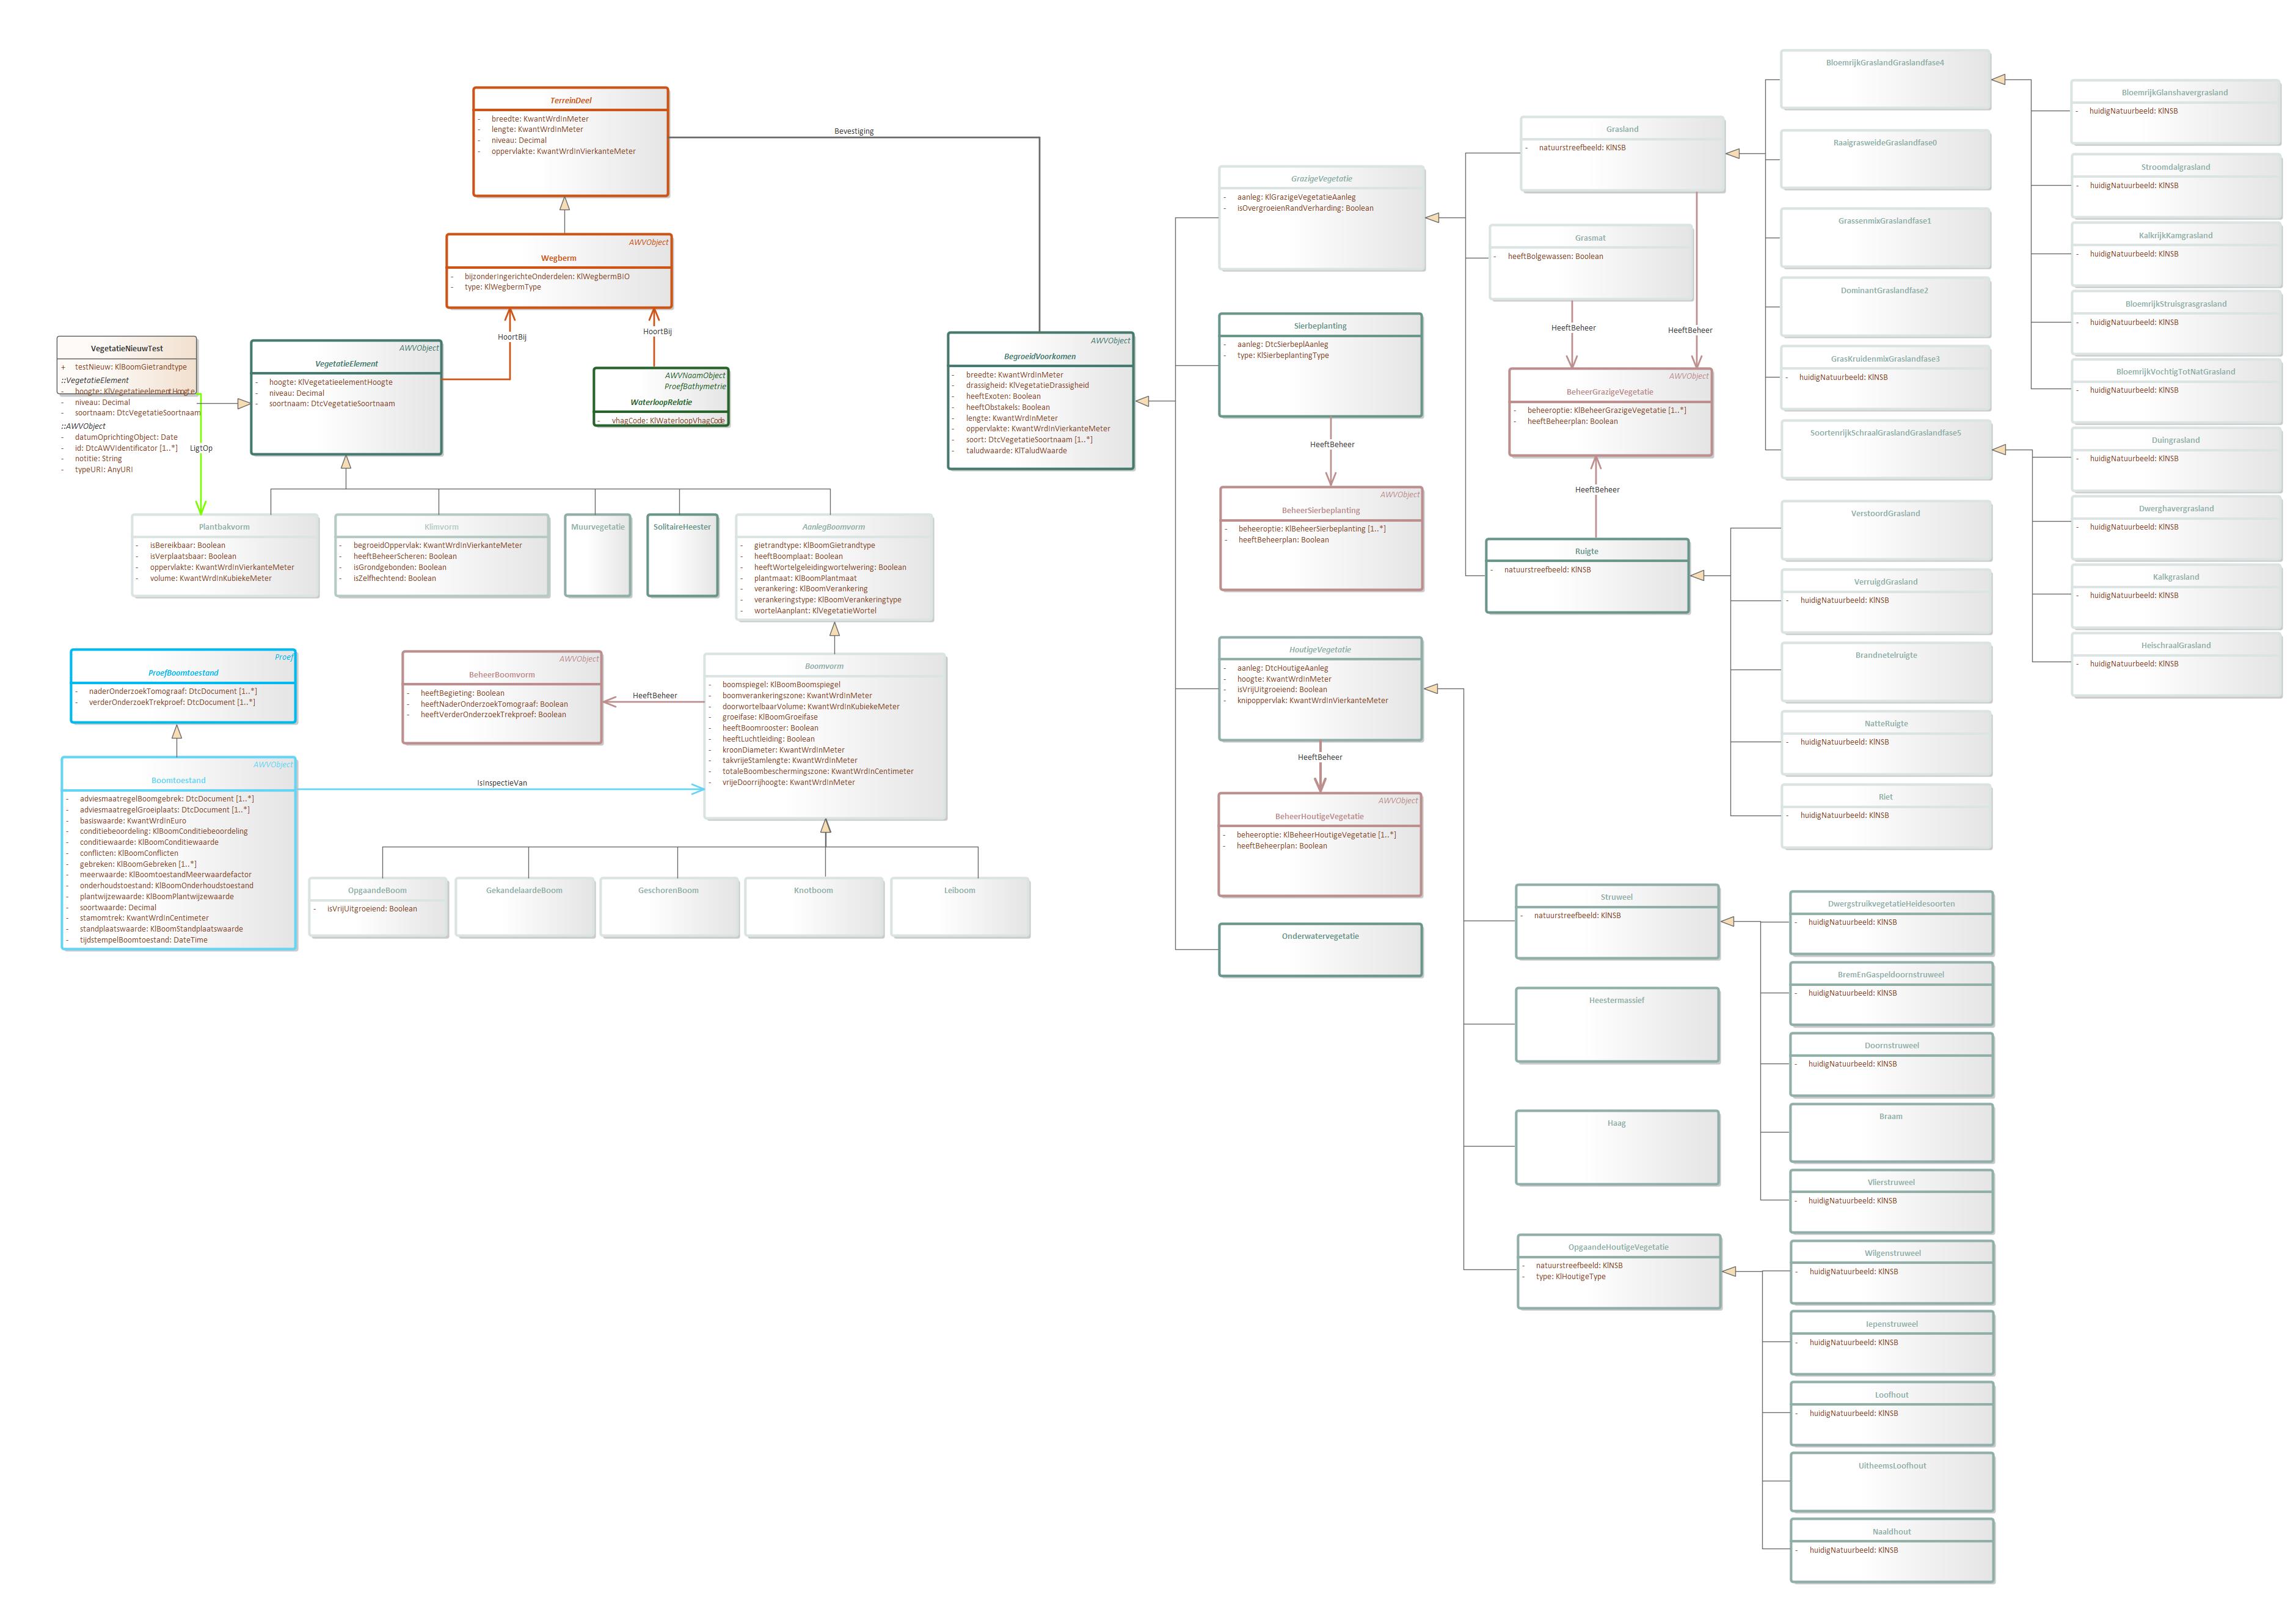 TerreinDeel
- breedte: KwantWrdInMeter
- lengte: KwantWrdInMeter
- niveau: Decimal
- oppervlakte: KwantWrdInVierkanteMeter
Bevestiging
AWVObject
Wegberm
- bijzonderIngerichteOnderdelen: KlWegbermBIO
- type: KlWegbermType
HoortBij
HoortBij
VegetatieNieuwTest
+ testNieuw: KlBoomGietrandtype
::VegetatieElement
- hoogte: KlVegetatieelementHoogte
- niveau: Decimal
- soortnaam: DtcVegetatieSoortnaam
::AWVObject
- datumOprichtingObject: Date
- id: DtcAWVIdentificator [1..*]
- notitie: String
- typeURI: AnyURI
LigtOp
AWVObject
VegetatieElement
- hoogte: KlVegetatieelementHoogte
- niveau: Decimal
- soortnaam: DtcVegetatieSoortnaam
AWVNaamObject
ProefBathymetrie
WaterloopRelatie
- vhagCode: KlWaterloopVhagCode
AWVObject
BegroeidVoorkomen
- breedte: KwantWrdInMeter
- drassigheid: KlVegetatieDrassigheid
- heeftExoten: Boolean
- heeftObstakels: Boolean
- lengte: KwantWrdInMeter
- oppervlakte: KwantWrdInVierkanteMeter
- soort: DtcVegetatieSoortnaam [1..*]
- taludwaarde: KlTaludWaarde
Plantbakvorm
- isBereikbaar: Boolean
- isVerplaatsbaar: Boolean
- oppervlakte: KwantWrdInVierkanteMeter
- volume: KwantWrdInKubiekeMeter
Klimvorm
- begroeidOppervlak: KwantWrdInVierkanteMeter
- heeftBeheerScheren: Boolean
- isGrondgebonden: Boolean
- isZelfhechtend: Boolean
Muurvegetatie
SolitaireHeester
AanlegBoomvorm
- gietrandtype: KlBoomGietrandtype
- heeftBoomplaat: Boolean
- heeftWortelgeleidingwortelwering: Boolean
- plantmaat: KlBoomPlantmaat
- verankering: KlBoomVerankering
- verankeringstype: KlBoomVerankeringtype
- wortelAanplant: KlVegetatieWortel
Proef
ProefBoomtoestand
- naderOnderzoekTomograaf: DtcDocument [1..*]
- verderOnderzoekTrekproef: DtcDocument [1..*]
AWVObject
BeheerBoomvorm
- heeftBegieting: Boolean
- heeftNaderOnderzoekTomograaf: Boolean
- heeftVerderOnderzoekTrekproef: Boolean
HeeftBeheer
Boomvorm
- boomspiegel: KlBoomBoomspiegel
- boomverankeringszone: KwantWrdInMeter
- doorwortelbaarVolume: KwantWrdInKubiekeMeter
- groeifase: KlBoomGroeifase
- heeftBoomrooster: Boolean
- heeftLuchtleiding: Boolean
- kroonDiameter: KwantWrdInMeter
- takvrijeStamlengte: KwantWrdInMeter
- totaleBoombeschermingszone: KwantWrdInCentimeter
- vrijeDoorrijhoogte: KwantWrdInMeter
AWVObject
Boomtoestand
- adviesmaatregelBoomgebrek: DtcDocument [1..*]
- adviesmaatregelGroeiplaats: DtcDocument [1..*]
- basiswaarde: KwantWrdInEuro
- conditiebeoordeling: KlBoomConditiebeoordeling
- conditiewaarde: KlBoomConditiewaarde
- conflicten: KlBoomConflicten
- gebreken: KlBoomGebreken [1..*]
- meerwaarde: KlBoomtoestandMeerwaardefactor
- onderhoudstoestand: KlBoomOnderhoudstoestand
- plantwijzewaarde: KlBoomPlantwijzewaarde
- soortwaarde: Decimal
- stamomtrek: KwantWrdInCentimeter
- standplaatswaarde: KlBoomStandplaatswaarde
- tijdstempelBoomtoestand: DateTime
IsInspectieVan
OpgaandeBoom
- isVrijUitgroeiend: Boolean
GekandelaardeBoom
GeschorenBoom
Knotboom
Leiboom
GrazigeVegetatie
- aanleg: KlGrazigeVegetatieAanleg
- isOvergroeienRandVerharding: Boolean
Sierbeplanting
- aanleg: DtcSierbeplAanleg
- type: KlSierbeplantingType
HeeftBeheer
AWVObject
BeheerSierbeplanting
- beheeroptie: KlBeheerSierbeplanting [1..*]
- heeftBeheerplan: Boolean
HoutigeVegetatie
- aanleg: DtcHoutigeAanleg
- hoogte: KwantWrdInMeter
- isVrijUitgroeiend: Boolean
- knipoppervlak: KwantWrdInVierkanteMeter
HeeftBeheer
AWVObject
BeheerHoutigeVegetatie
- beheeroptie: KlBeheerHoutigeVegetatie [1..*]
- heeftBeheerplan: Boolean
Onderwatervegetatie
Grasland
- natuurstreefbeeld: KlNSB
Grasmat
- heeftBolgewassen: Boolean
HeeftBeheer
HeeftBeheer
AWVObject
BeheerGrazigeVegetatie
- beheeroptie: KlBeheerGrazigeVegetatie [1..*]
- heeftBeheerplan: Boolean
HeeftBeheer
Ruigte
- natuurstreefbeeld: KlNSB
Struweel
- natuurstreefbeeld: KlNSB
Heestermassief
Haag
OpgaandeHoutigeVegetatie
- natuurstreefbeeld: KlNSB
- type: KlHoutigeType
BloemrijkGraslandGraslandfase4
RaaigrasweideGraslandfase0
GrassenmixGraslandfase1
DominantGraslandfase2
GrasKruidenmixGraslandfase3
- huidigNatuurbeeld: KlNSB
SoortenrijkSchraalGraslandGraslandfase5
VerstoordGrasland
VerruigdGrasland
- huidigNatuurbeeld: KlNSB
Brandnetelruigte
NatteRuigte
- huidigNatuurbeeld: KlNSB
Riet
- huidigNatuurbeeld: KlNSB
DwergstruikvegetatieHeidesoorten
- huidigNatuurbeeld: KlNSB
BremEnGaspeldoornstruweel
- huidigNatuurbeeld: KlNSB
Doornstruweel
- huidigNatuurbeeld: KlNSB
Braam
Vlierstruweel
- huidigNatuurbeeld: KlNSB
Wilgenstruweel
- huidigNatuurbeeld: KlNSB
Iepenstruweel
- huidigNatuurbeeld: KlNSB
Loofhout
- huidigNatuurbeeld: KlNSB
UitheemsLoofhout
Naaldhout
- huidigNatuurbeeld: KlNSB
BloemrijkGlanshavergrasland
- huidigNatuurbeeld: KlNSB
Stroomdalgrasland
- huidigNatuurbeeld: KlNSB
KalkrijkKamgrasland
- huidigNatuurbeeld: KlNSB
BloemrijkStruisgrasgrasland
- huidigNatuurbeeld: KlNSB
BloemrijkVochtigTotNatGrasland
- huidigNatuurbeeld: KlNSB
Duingrasland
- huidigNatuurbeeld: KlNSB
Dwerghavergrasland
- huidigNatuurbeeld: KlNSB
Kalkgrasland
- huidigNatuurbeeld: KlNSB
HeischraalGrasland
- huidigNatuurbeeld: KlNSB